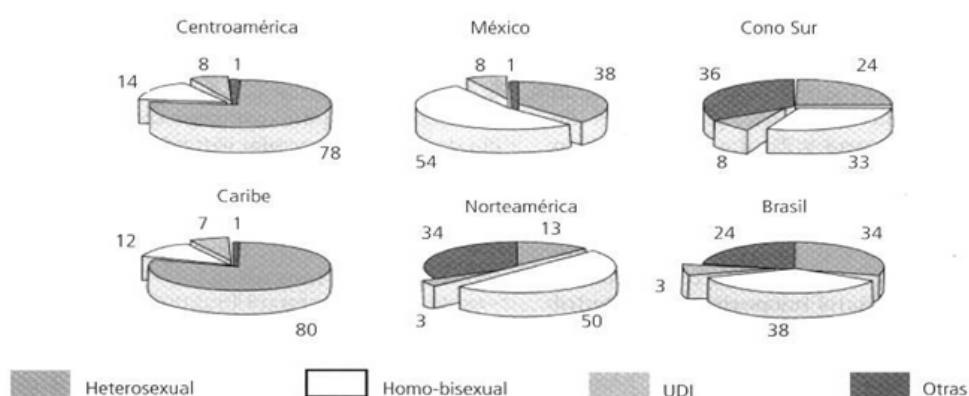 Centroamérica
14 8 1
78
México
8 1 38
54
Cono Sur
36 24
8 33
Caribe
12 7 1
80
Norteamérica
34 13
3 50
Brasil
24 34
3
38
Heterosexual Homo-bisexual UDI Otras